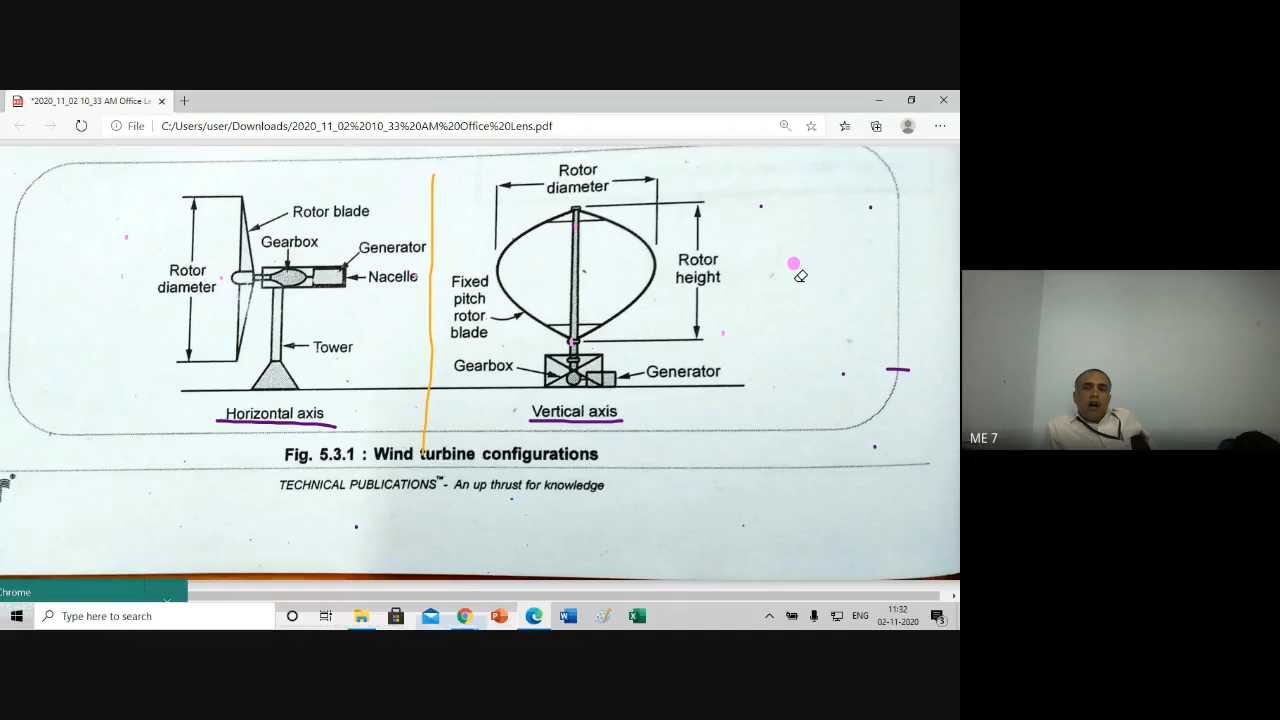 *2020_11_02 10_33 AM Office Le
File
C:/Users/user/Downloads/2020_11_02%2010_33%20AM%20Office%20Lens.pdf
Rotor blade
Gearbox
Generator
Nacelle
Rotor
diameter
Tower
Horizontal axis
Rotor
diameter
Rotor
height
Fixed
pitch
rotor
blade
Gearbox
Generator
Vertical axis
Fig. 5.3.1 : Wind turbine configurations
TECHNICAL PUBLICATIONS™- An up thrust for knowledge
Chrome
Type here to search
ENG
11:32
02-11-2020
3
ME 7